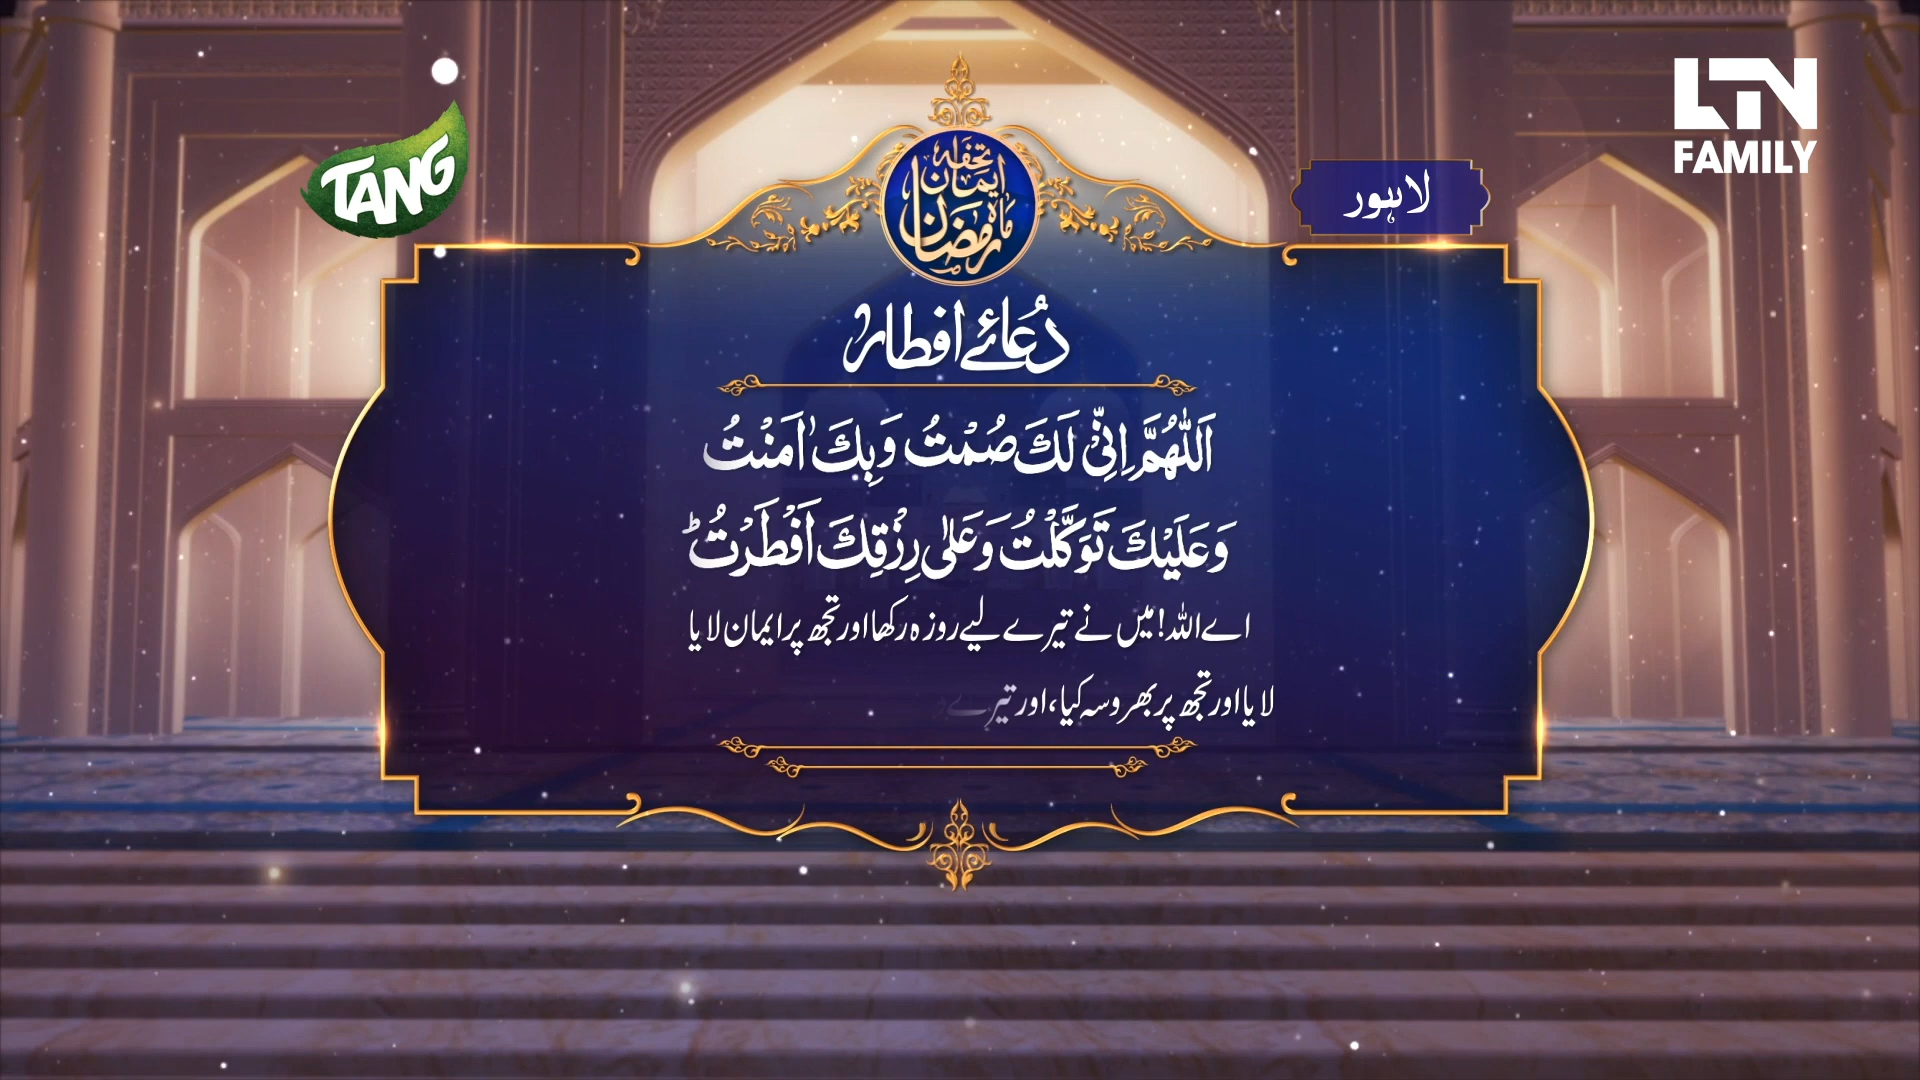 TANG
LTN
FAMILY
تحفہ
ایمان
ماہ
رمضان
لاہور
دُعائے افطار
اَللّٰهُمَّ اِنِّیْ لَکَ صُمْتُ وَبِکَ اٰمَنْتُ
وَعَلَیْکَ تَوَکَّلْتُ وَعَلٰی رِزْقِکَ اَفْطَرْتُ ؕ
اے اللہ! میں نے تیرے لیے روزہ رکھا اور تجھ پر ایمان لایا
لایا اور تجھ پر بھروسہ کیا، اور تیرے